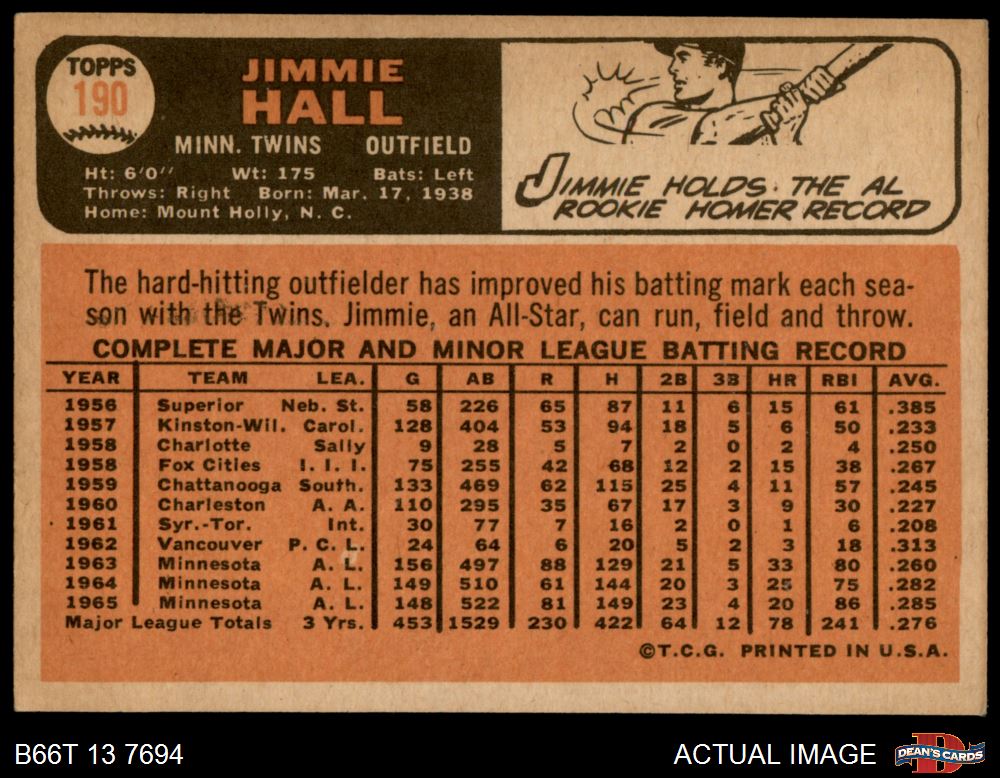 TOPPS
190
JIMMIE
HALL
MINN. TWINS OUTFIELD
Ht: 6'0" Wt: 175 Bats: Left
Throws: Right Born: Mar. 17, 1938
Home: Mount Holly, N. C.
JIMMIE HOLDS THE AL
ROOKIE HOMER RECORD
The hard-hitting outfielder has improved his batting mark each sea-
son with the Twins. Jimmie, an All-Star, can run, field and throw.
COMPLETE MAJOR AND MINOR LEAGUE BATTING RECORD
YEAR TEAM LEA. G AB R H 2B 3B HR RBI AVG.
1956 Superior Neb. St. 58 226 65 87 11 6 15 61 .385
1957 Kinston-Wil. Carol. 128 404 53 94 18 5 6 50 .233
1958 Charlotte Sally 9 28 5 7 2 0 2 4 .250
1958 Fox Cities I. I. I. 75 255 42 68 12 2 15 38 .267
1959 Chattanooga South. 133 469 62 115 25 4 11 57 .245
1960 Charleston A. A. 110 295 35 67 17 3 9 30 .227
1961 Syr.-Tor. Int. 30 77 7 16 2 0 1 6 .208
1962 Vancouver P. C. L. 24 64 6 20 5 2 3 18 .313
1963 Minnesota A. L. 156 497 88 129 21 5 33 80 .260
1964 Minnesota A. L. 149 510 61 144 20 3 25 75 .282
1965 Minnesota A. L. 148 522 81 149 23 4 20 86 .285
Major League Totals 3 Yrs. 453 1529 230 422 64 12 78 241 .276
©T.C.G. PRINTED IN U.S.A.
B66T 13 7694
ACTUAL IMAGE
D
DEAN'S CARDS